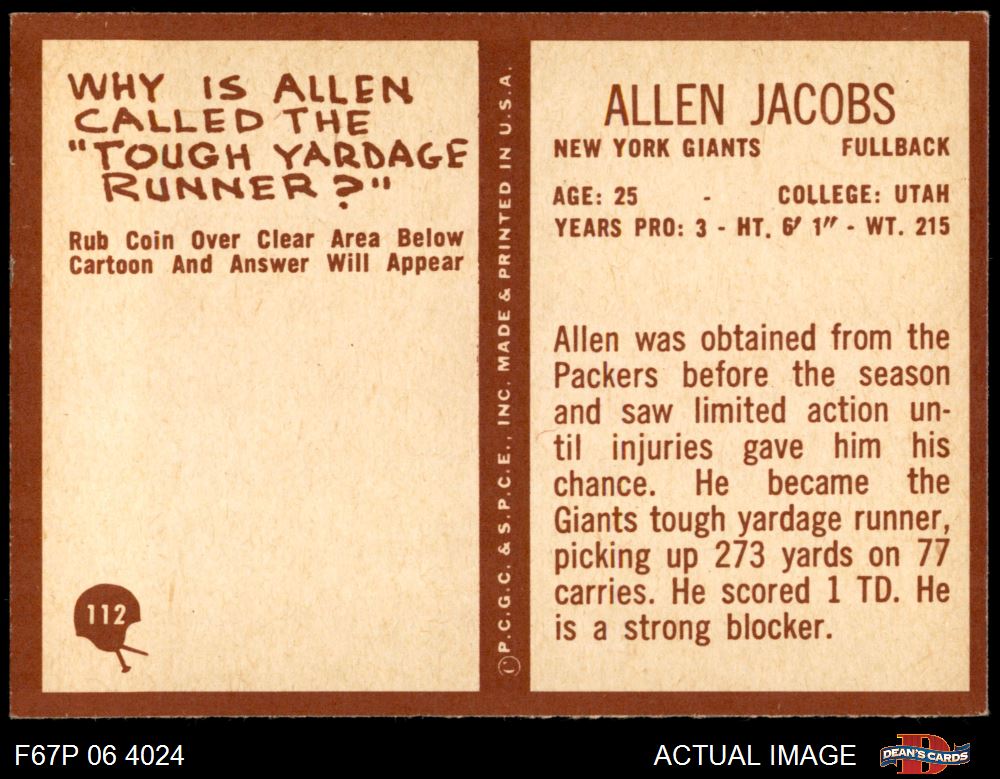 WHY IS ALLEN
CALLED THE
"TOUGH YARDAGE
RUNNER?"
Rub Coin Over Clear Area Below
Cartoon And Answer Will Appear
112
© P.C.G.C. & S.P.C.E., INC. MADE & PRINTED IN U.S.A.
ALLEN JACOBS
NEW YORK GIANTS FULLBACK
AGE: 25 - COLLEGE: UTAH
YEARS PRO: 3 - HT. 6' 1" - WT. 215
Allen was obtained from the
Packers before the season
and saw limited action un-
til injuries gave him his
chance. He became the
Giants tough yardage runner,
picking up 273 yards on 77
carries. He scored 1 TD. He
is a strong blocker.
F67P 06 4024
ACTUAL IMAGE
DEAN'S CARDS